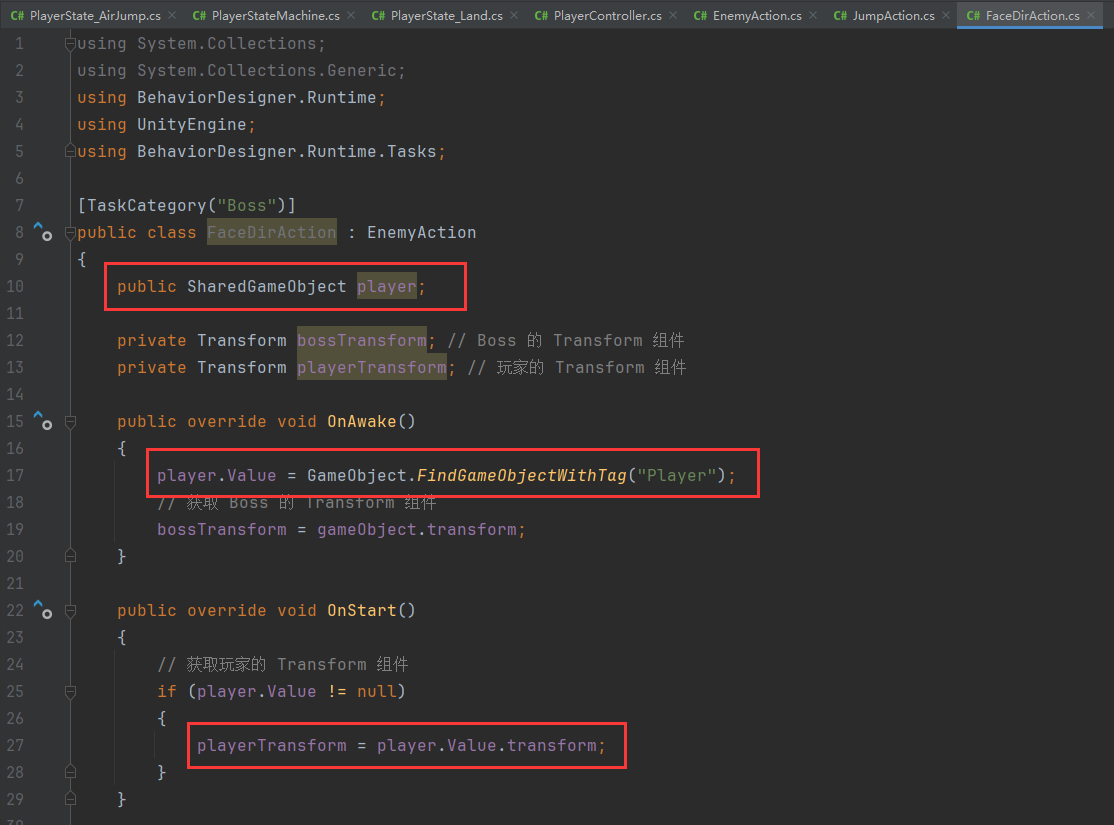 C# PlayerState_AirJump.cs × C# PlayerStateMachine.cs × C# PlayerState_Land.cs × C# PlayerController.cs × C# EnemyAction.cs × C# JumpAction.cs × C# FaceDirAction.cs ×
1 using System.Collections;
2 using System.Collections.Generic;
3 using BehaviorDesigner.Runtime;
4 using UnityEngine;
5 using BehaviorDesigner.Runtime.Tasks;
6
7 [TaskCategory("Boss")]
8 public class FaceDirAction : EnemyAction
9 {
10 public SharedGameObject player;
11
12 private Transform bossTransform; // Boss 的 Transform 组件
13 private Transform playerTransform; // 玩家的 Transform 组件
14
15 public override void OnAwake()
16 {
17 player.Value = GameObject.FindGameObjectWithTag("Player");
18 // 获取 Boss 的 Transform 组件
19 bossTransform = gameObject.transform;
20 }
21
22 public override void OnStart()
23 {
24 // 获取玩家的 Transform 组件
25 if (player.Value != null)
26 {
27 playerTransform = player.Value.transform;
28 }
29 }